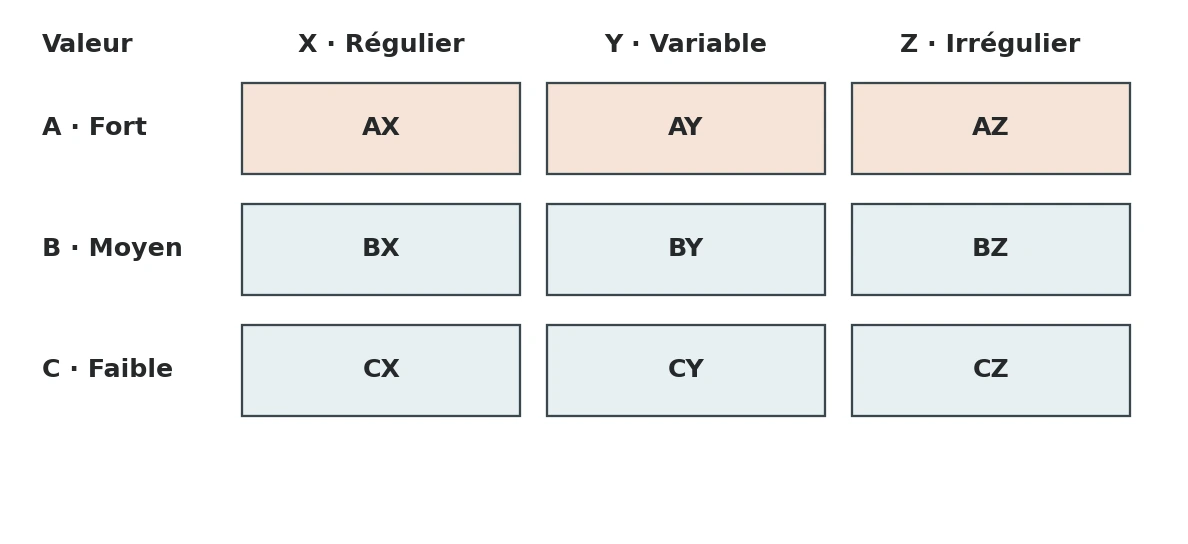 Valeur X · Régulier Y · Variable Z · Irrégulier
A · Fort AX AY AZ
B · Moyen BX BY BZ
C · Faible CX CY CZ